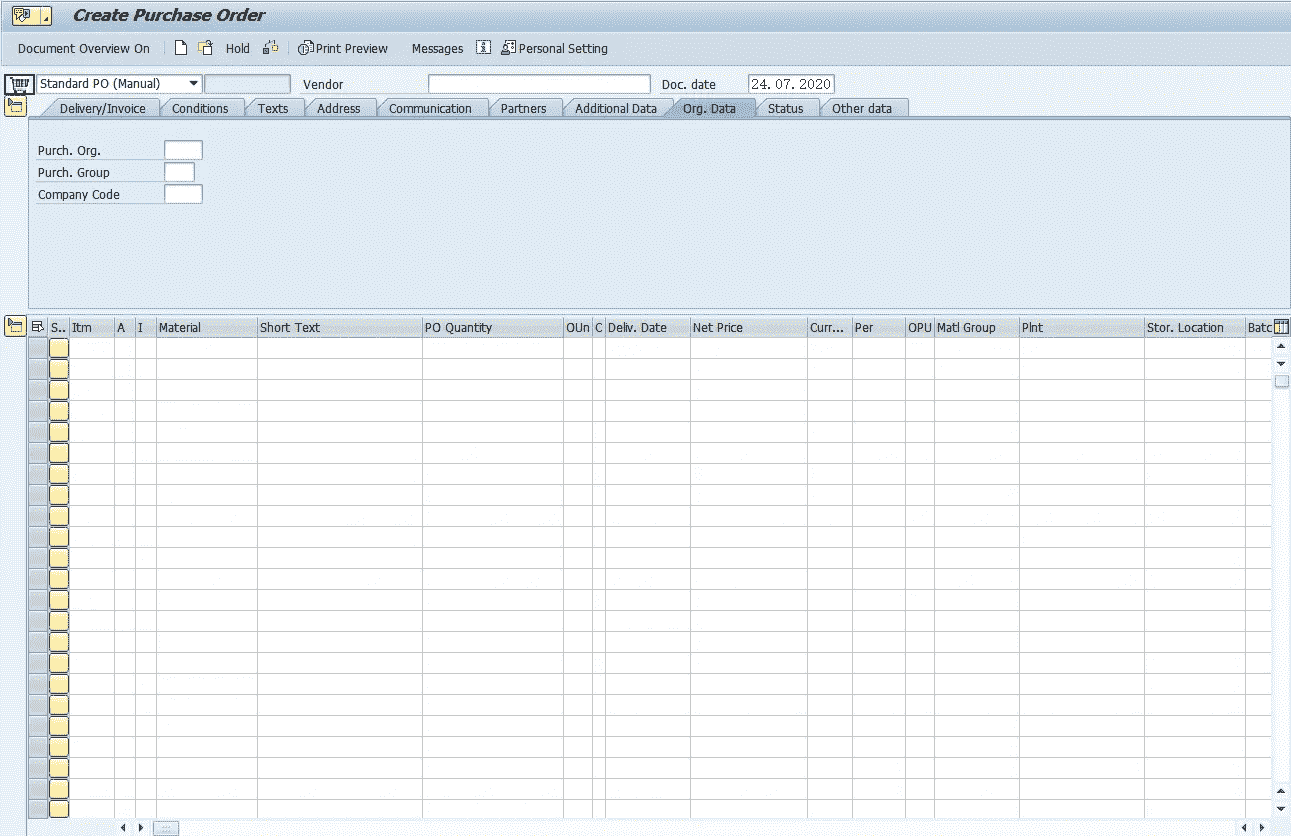 Create Purchase Order
Document Overview On Hold Print Preview Messages Personal Setting
Standard PO (Manual) Vendor Doc. date 24.07.2020
Delivery/Invoice Conditions Texts Address Communication Partners Additional Data Org. Data Status Other data
Purch. Org.
Purch. Group
Company Code
S.. Itm A I Material Short Text PO Quantity OUn C Deliv. Date Net Price Curr... Per OPU Matl Group Plnt Stor. Location Batc